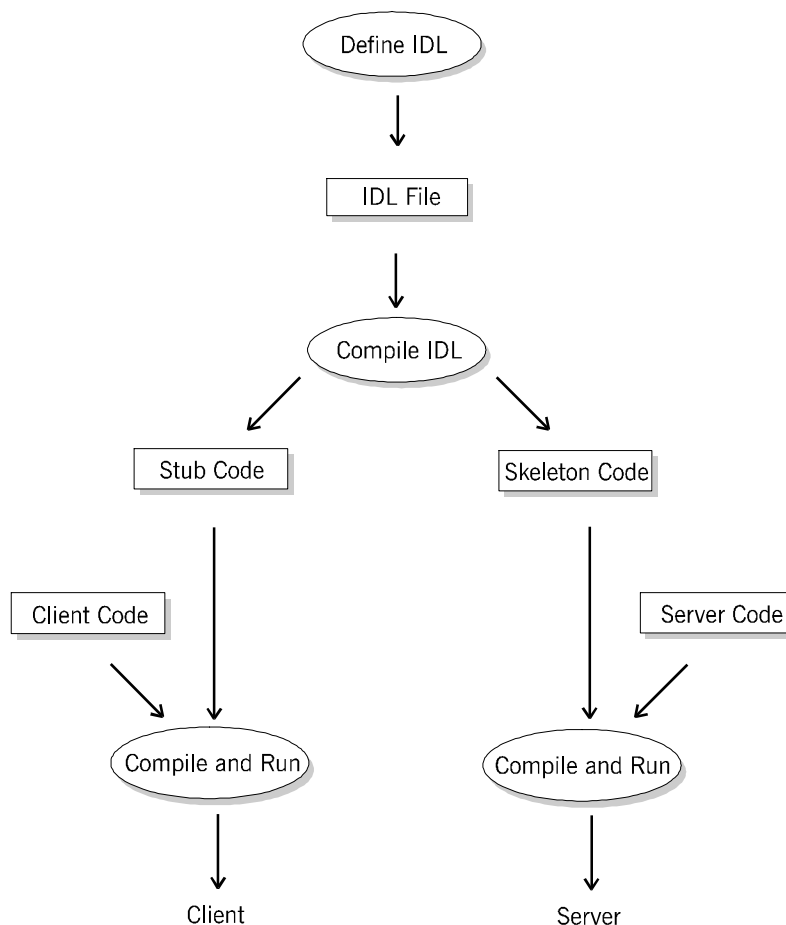 Define IDL
IDL File
Compile IDL
Stub Code
Skeleton Code
Client Code
Server Code
Compile and Run
Compile and Run
Client
Server